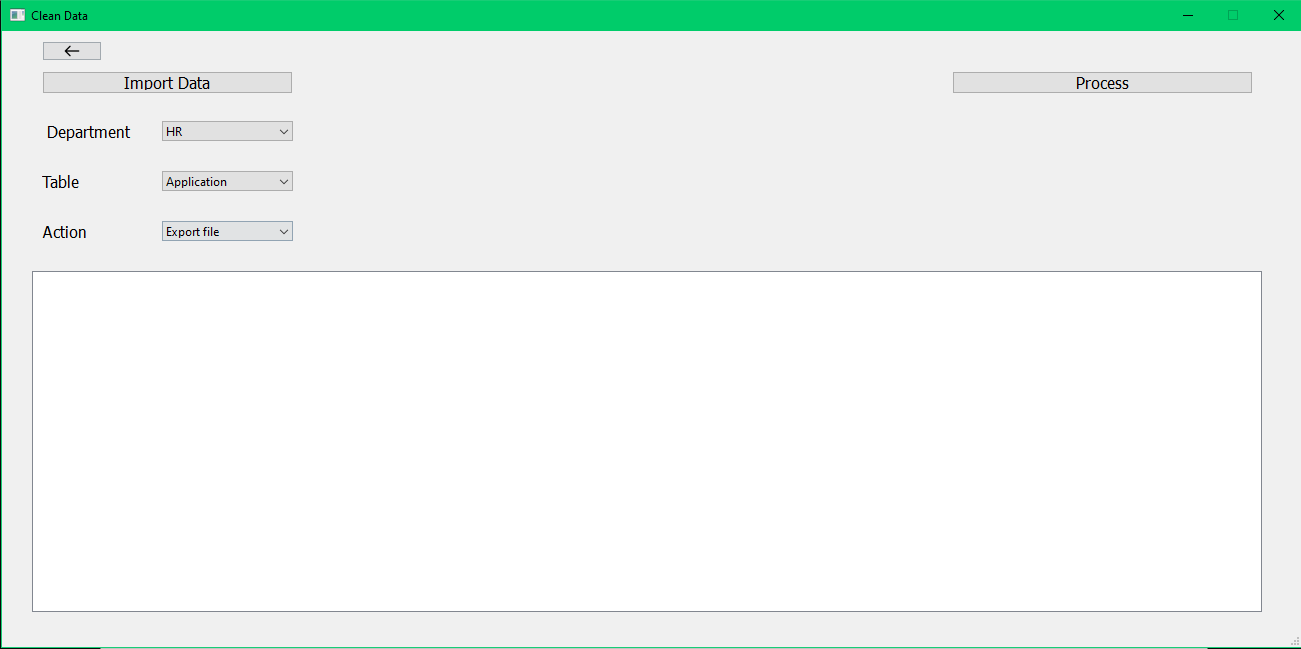 Clean Data
←
Import Data
Process
Department
HR
Table
Application
Action
Export file